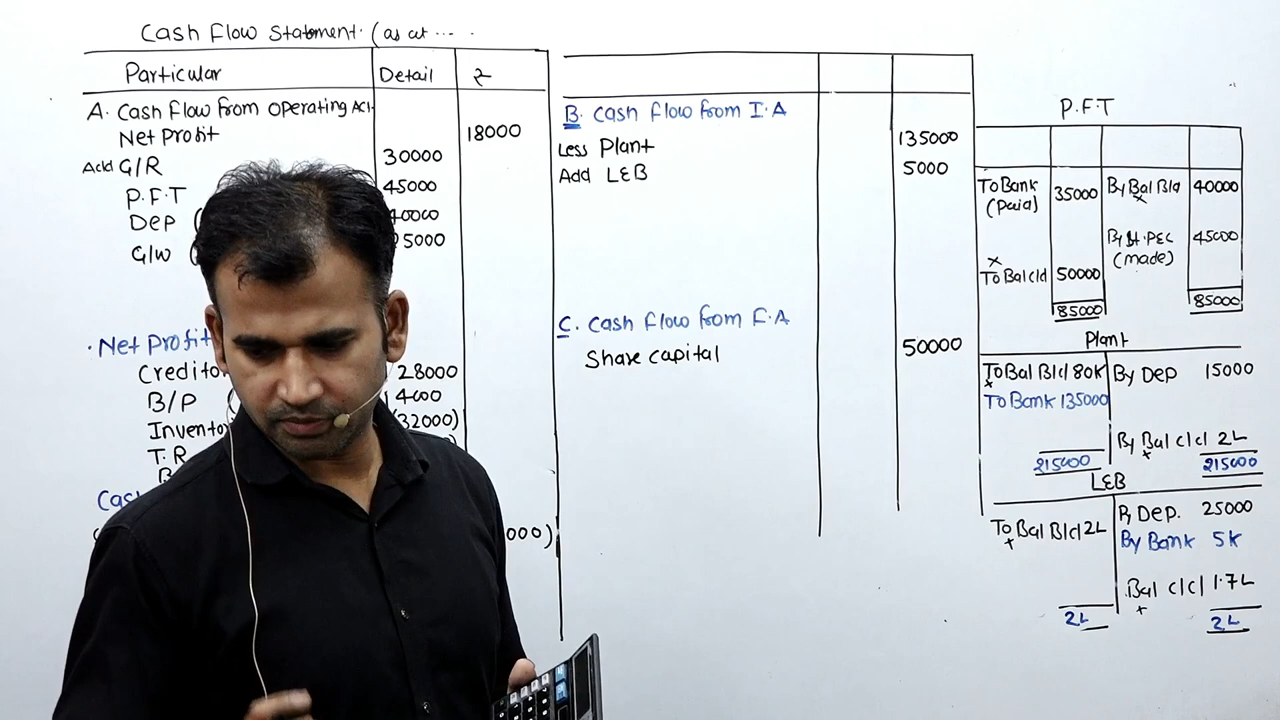 Cash Flow Statement (as at ....
Particular Detail ₹
A. Cash Flow from Operating Act.
Net Profit 18000
Add G/R 30000
P.F.T 45000
Dep 40000
G/W 5000
Net Profit
28000
B/P 4000
(32000)
T.R
000)
B. Cash Flow from I.A
Less Plant 135000
Add L&B 5000
C. Cash Flow from F.A
Share capital 50000
P.F.T
To Bank 35000 By Bal B/d 40000
(Paid)
45000
(made)
To Bal c/d 50000
85000 85000
Plant
To Bal B/d 80K By Dep 15000
To Bank 135000
By Bal c/d 2L
215000 215000
L&B
To Bal B/d 2L By Dep. 25000
By Bank 5K
Bal c/d 1.7L
2L 2L